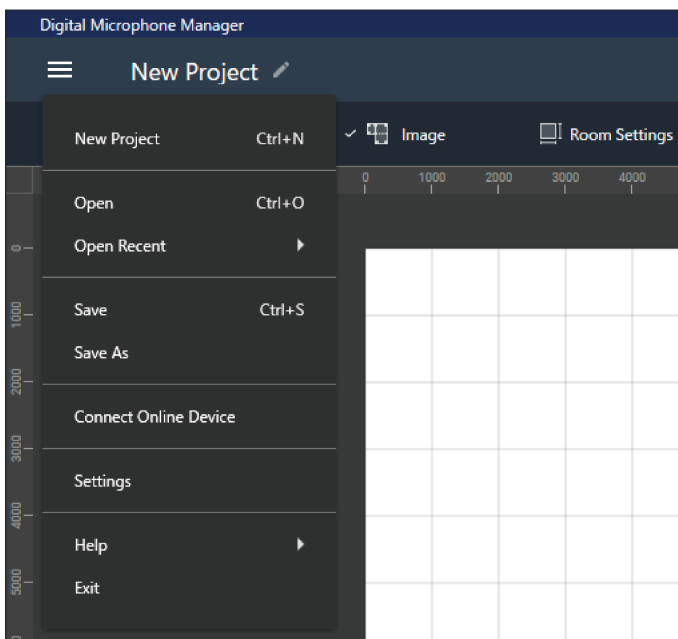 Digital Microphone Manager
New Project
New Project Ctrl+N
Image
Room Settings
0 1000 2000 3000 4000
Open Ctrl+O
Open Recent
Save Ctrl+S
Save As
Connect Online Device
Settings
Help
Exit
0
1000
2000
3000
4000
5000